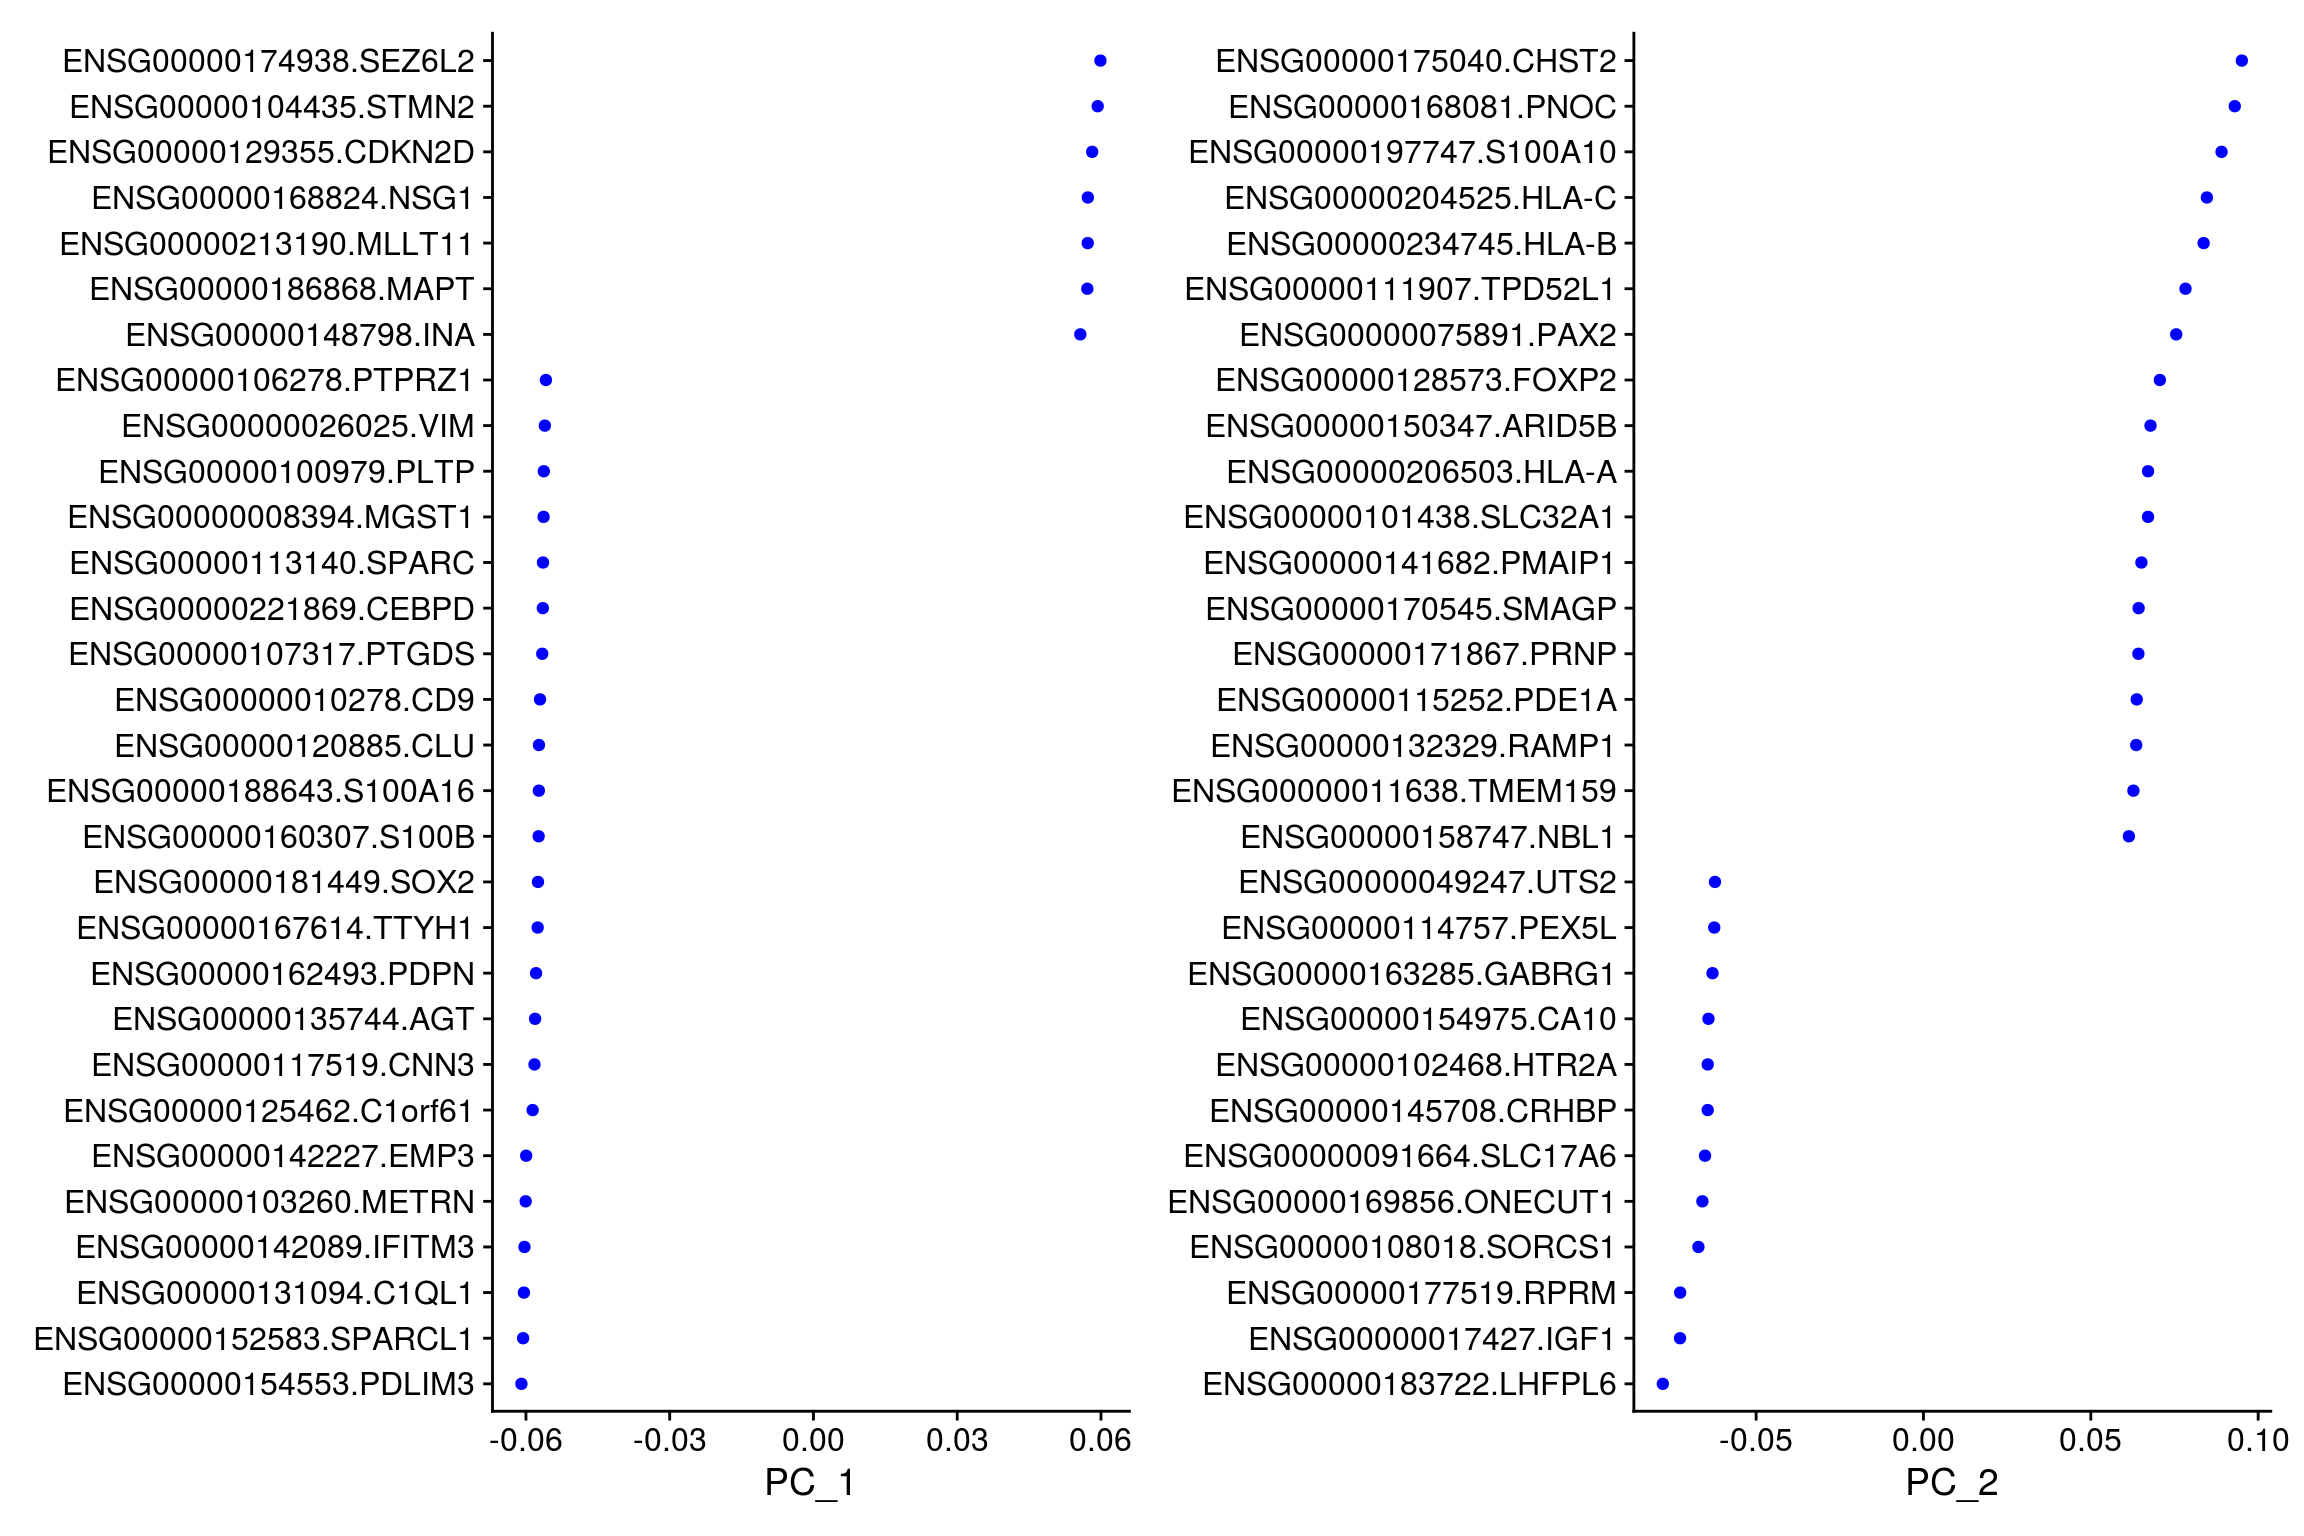 ENSG00000174938.SEZ6L2
ENSG00000104435.STMN2
ENSG00000129355.CDKN2D
ENSG00000168824.NSG1
ENSG00000213190.MLLT11
ENSG00000186868.MAPT
ENSG00000148798.INA
ENSG00000106278.PTPRZ1
ENSG00000026025.VIM
ENSG00000100979.PLTP
ENSG00000008394.MGST1
ENSG00000113140.SPARC
ENSG00000221869.CEBPD
ENSG00000107317.PTGDS
ENSG00000010278.CD9
ENSG00000120885.CLU
ENSG00000188643.S100A16
ENSG00000160307.S100B
ENSG00000181449.SOX2
ENSG00000167614.TTYH1
ENSG00000162493.PDPN
ENSG00000135744.AGT
ENSG00000117519.CNN3
ENSG00000125462.C1orf61
ENSG00000142227.EMP3
ENSG00000103260.METRN
ENSG00000142089.IFITM3
ENSG00000131094.C1QL1
ENSG00000152583.SPARCL1
ENSG00000154553.PDLIM3
-0.06 -0.03 0.00 0.03 0.06
PC_1
ENSG00000175040.CHST2
ENSG00000168081.PNOC
ENSG00000197747.S100A10
ENSG00000204525.HLA-C
ENSG00000234745.HLA-B
ENSG00000111907.TPD52L1
ENSG00000075891.PAX2
ENSG00000128573.FOXP2
ENSG00000150347.ARID5B
ENSG00000206503.HLA-A
ENSG00000101438.SLC32A1
ENSG00000141682.PMAIP1
ENSG00000170545.SMAGP
ENSG00000171867.PRNP
ENSG00000115252.PDE1A
ENSG00000132329.RAMP1
ENSG00000011638.TMEM159
ENSG00000158747.NBL1
ENSG00000049247.UTS2
ENSG00000114757.PEX5L
ENSG00000163285.GABRG1
ENSG00000154975.CA10
ENSG00000102468.HTR2A
ENSG00000145708.CRHBP
ENSG00000091664.SLC17A6
ENSG00000169856.ONECUT1
ENSG00000108018.SORCS1
ENSG00000177519.RPRM
ENSG00000017427.IGF1
ENSG00000183722.LHFPL6
-0.05 0.00 0.05 0.10
PC_2